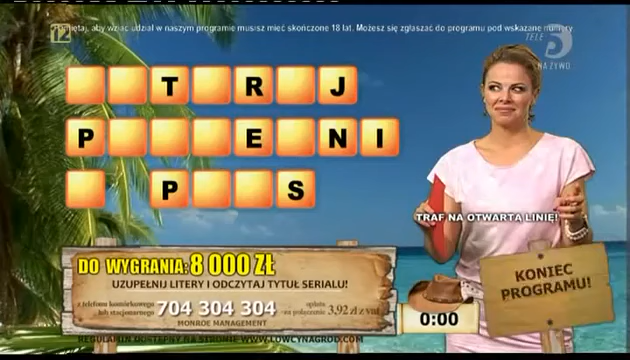 Pamiętaj, aby wziąć udział w naszym programie musisz mieć skończone 18 lat. Możesz się zgłaszać do programu pod wskazane numery
12
TELE 5
NA ŻYWO
T R J
P E N I
P S
TRAF NA OTWARTĄ LINIĘ!
DO WYGRANIA: 8 000 ZŁ
UZUPEŁNIJ LITERY I ODCZYTAJ TYTUŁ SERIALU!
z telefonu komórkowego
lub stacjonarnego
704 304 304
opłata
za połączenie 3,92 zł z vat
MONROE MANAGEMENT
0:00
KONIEC
PROGRAMU!
REGULAMIN DOSTĘPNY NA STRONIE WWW.LOWCYNAGROD.COM